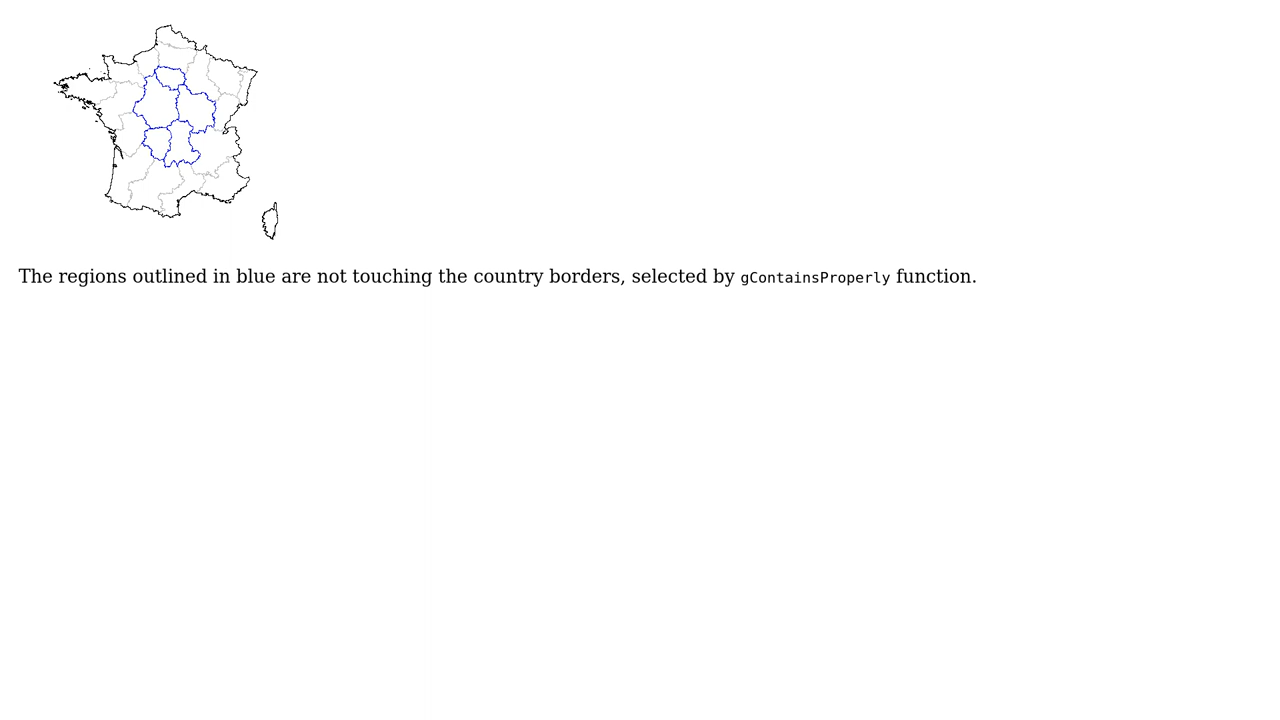 The regions outlined in blue are not touching the country borders, selected by gContainsProperly function.